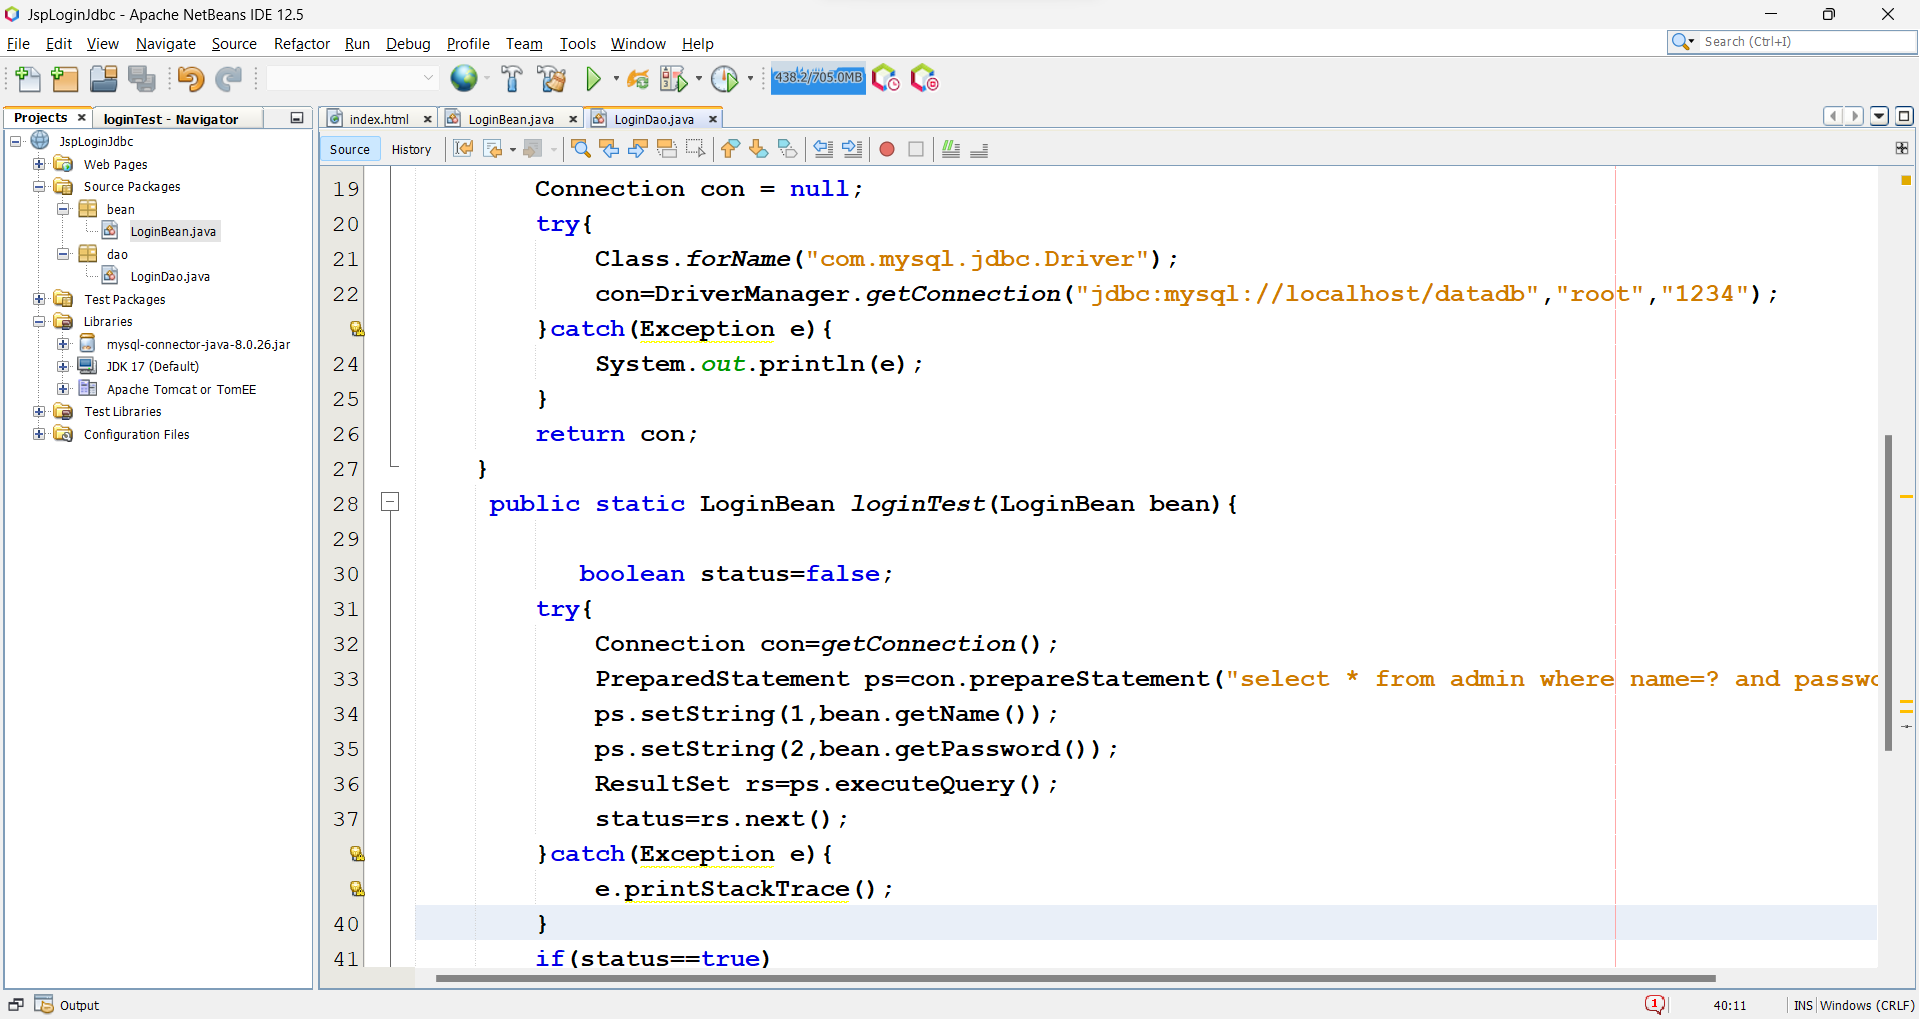 JspLoginJdbc - Apache NetBeans IDE 12.5
File Edit View Navigate Source Refactor Run Debug Profile Team Tools Window Help
Search (Ctrl+I)
438.2/705.0MB
Projects
loginTest - Navigator
JspLoginJdbc
Web Pages
Source Packages
bean
LoginBean.java
dao
LoginDao.java
Test Packages
Libraries
mysql-connector-java-8.0.26.jar
JDK 17 (Default)
Apache Tomcat or TomEE
Test Libraries
Configuration Files
index.html LoginBean.java LoginDao.java
Source History
19 Connection con = null;
20 try{
21 Class.forName("com.mysql.jdbc.Driver");
22 con=DriverManager.getConnection("jdbc:mysql://localhost/datadb","root","1234");
}catch(Exception e){
24 System.out.println(e);
25 }
26 return con;
27 }
28 public static LoginBean loginTest(LoginBean bean){
29
30 boolean status=false;
31 try{
32 Connection con=getConnection();
33 PreparedStatement ps=con.prepareStatement("select * from admin where name=? and passw
34 ps.setString(1,bean.getName());
35 ps.setString(2,bean.getPassword());
36 ResultSet rs=ps.executeQuery();
37 status=rs.next();
}catch(Exception e){
e.printStackTrace();
40 }
41 if(status==true)
Output
1
40:11
INS
Windows (CRLF)